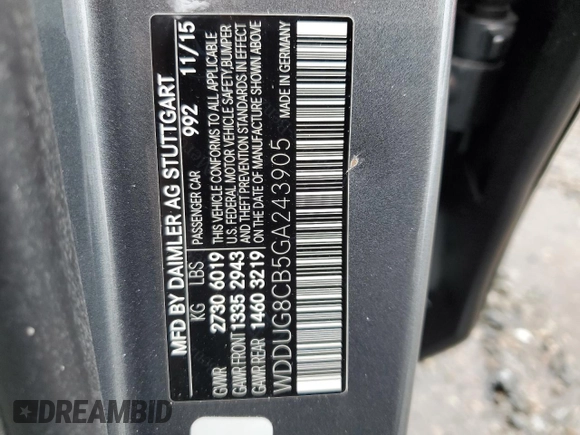 MFD BY DAIMLER AG STUTTGART
KG LBS PASSENGER CAR 992 11/15
GVWR 2730 6019 THIS VEHICLE CONFORMS TO ALL APPLICABLE
GAWR FRONT 1335 2943 U.S. FEDERAL MOTOR VEHICLE SAFETY, BUMPER
GAWR REAR 1460 3219 AND THEFT PREVENTION STANDARDS IN EFFECT
ON THE DATE OF MANUFACTURE SHOWN ABOVE
WDDUG8CB5GA243905 MADE IN GERMANY
DREAMBID